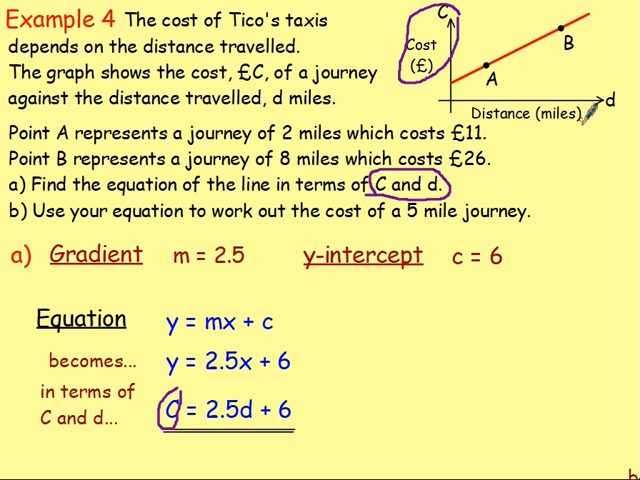 Example 4 The cost of Tico's taxis
depends on the distance travelled.
The graph shows the cost, £C, of a journey
against the distance travelled, d miles.
C
Cost
(£)
A
B
d
Distance (miles)
Point A represents a journey of 2 miles which costs £11.
Point B represents a journey of 8 miles which costs £26.
a) Find the equation of the line in terms of C and d.
b) Use your equation to work out the cost of a 5 mile journey.
a) Gradient m = 2.5 y-intercept c = 6
Equation y = mx + c
becomes... y = 2.5x + 6
in terms of
C and d... C = 2.5d + 6